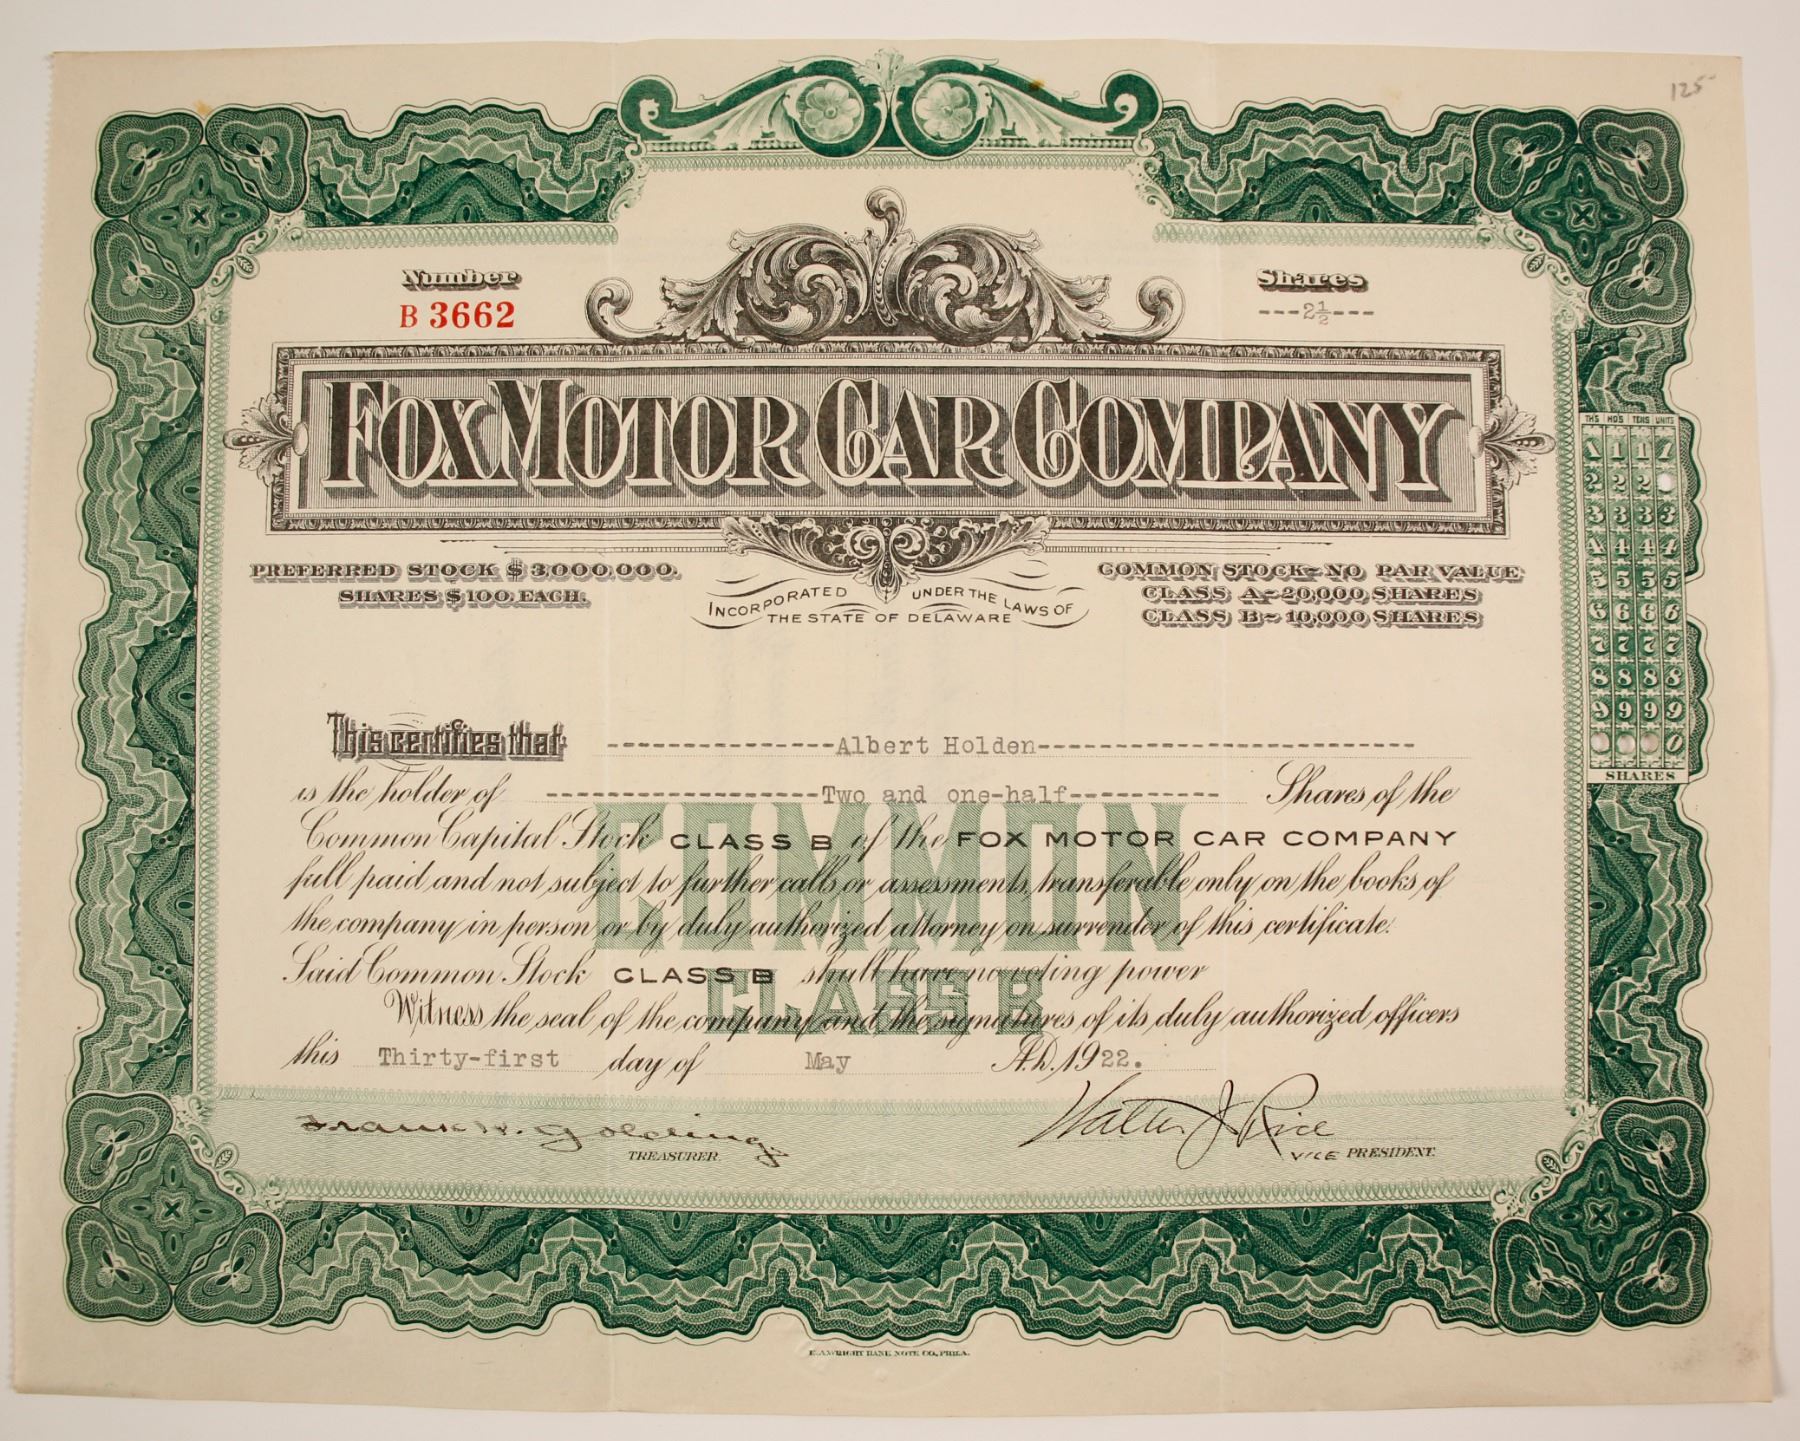 125
Number
B 3662
Shares
---2½---
FOX MOTOR CAR COMPANY
PREFERRED STOCK $3,000,000.
SHARES $100. EACH.
INCORPORATED UNDER THE LAWS OF
THE STATE OF DELAWARE
COMMON STOCK - NO PAR VALUE
CLASS A - 20,000 SHARES
CLASS B - 10,000 SHARES
THS HDS TENS UNITS
1 1 1 1
2 2 2
3 3 3 3
4 4 4 4
5 5 5 5
6 6 6 6
7 7 7 7
8 8 8 8
9 9 9 9
0
SHARES
This certifies that --------------Albert Holden-----------------------
is the holder of -----------------Two and one-half---------- Shares of the
Common Capital Stock CLASS B of the FOX MOTOR CAR COMPANY
full paid and not subject to further calls or assessments, transferable only on the books of
the company in person or by duly authorized attorney on surrender of this certificate.
Said Common Stock CLASS B shall have no voting power
Witness the seal of the company and the signatures of its duly authorized officers
this Thirty-first day of May A.D. 1922.
COMMON
CLASS B
Frank W. Golding
TREASURER.
Walter J Rice
VICE PRESIDENT.
E.A. WRIGHT BANK NOTE CO., PHILA.